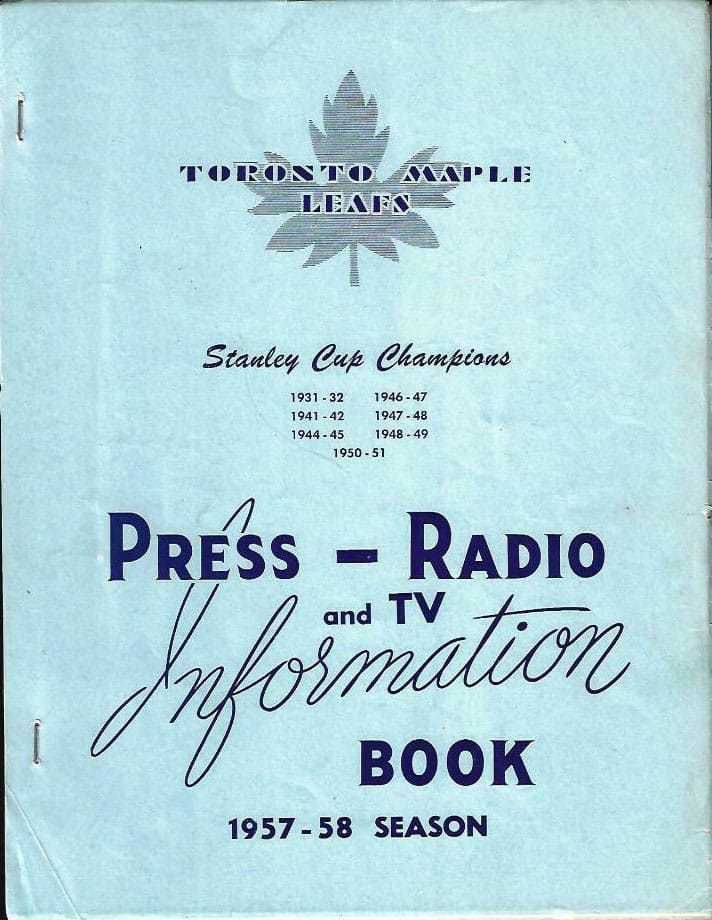 TORONTO MAPLE
LEAFS
Stanley Cup Champions
1931-32 1946-47
1941-42 1947-48
1944-45 1948-49
1950-51
PRESS - RADIO
and TV
Information
BOOK
1957-58 SEASON